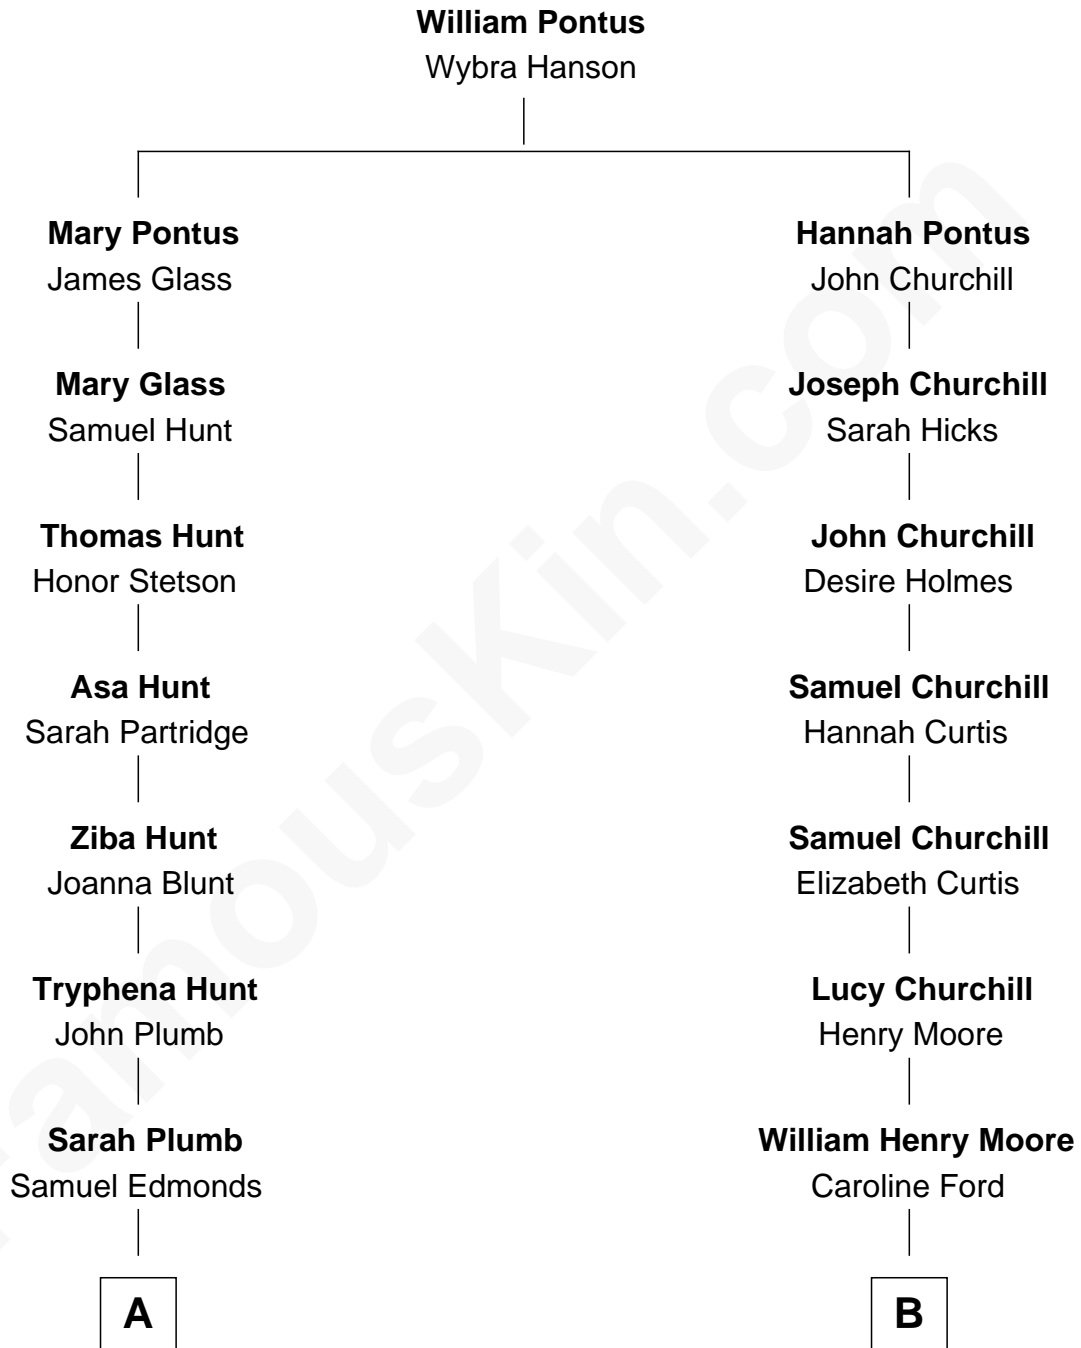 William Pontus
Wybra Hanson
Mary Pontus
James Glass
Hannah Pontus
John Churchill
Mary Glass
Samuel Hunt
Joseph Churchill
Sarah Hicks
Thomas Hunt
Honor Stetson
John Churchill
Desire Holmes
Asa Hunt
Sarah Partridge
Samuel Churchill
Hannah Curtis
Ziba Hunt
Joanna Blunt
Samuel Churchill
Elizabeth Curtis
Tryphena Hunt
John Plumb
Lucy Churchill
Henry Moore
Sarah Plumb
Samuel Edmonds
William Henry Moore
Caroline Ford
A
B
FamousKin.com